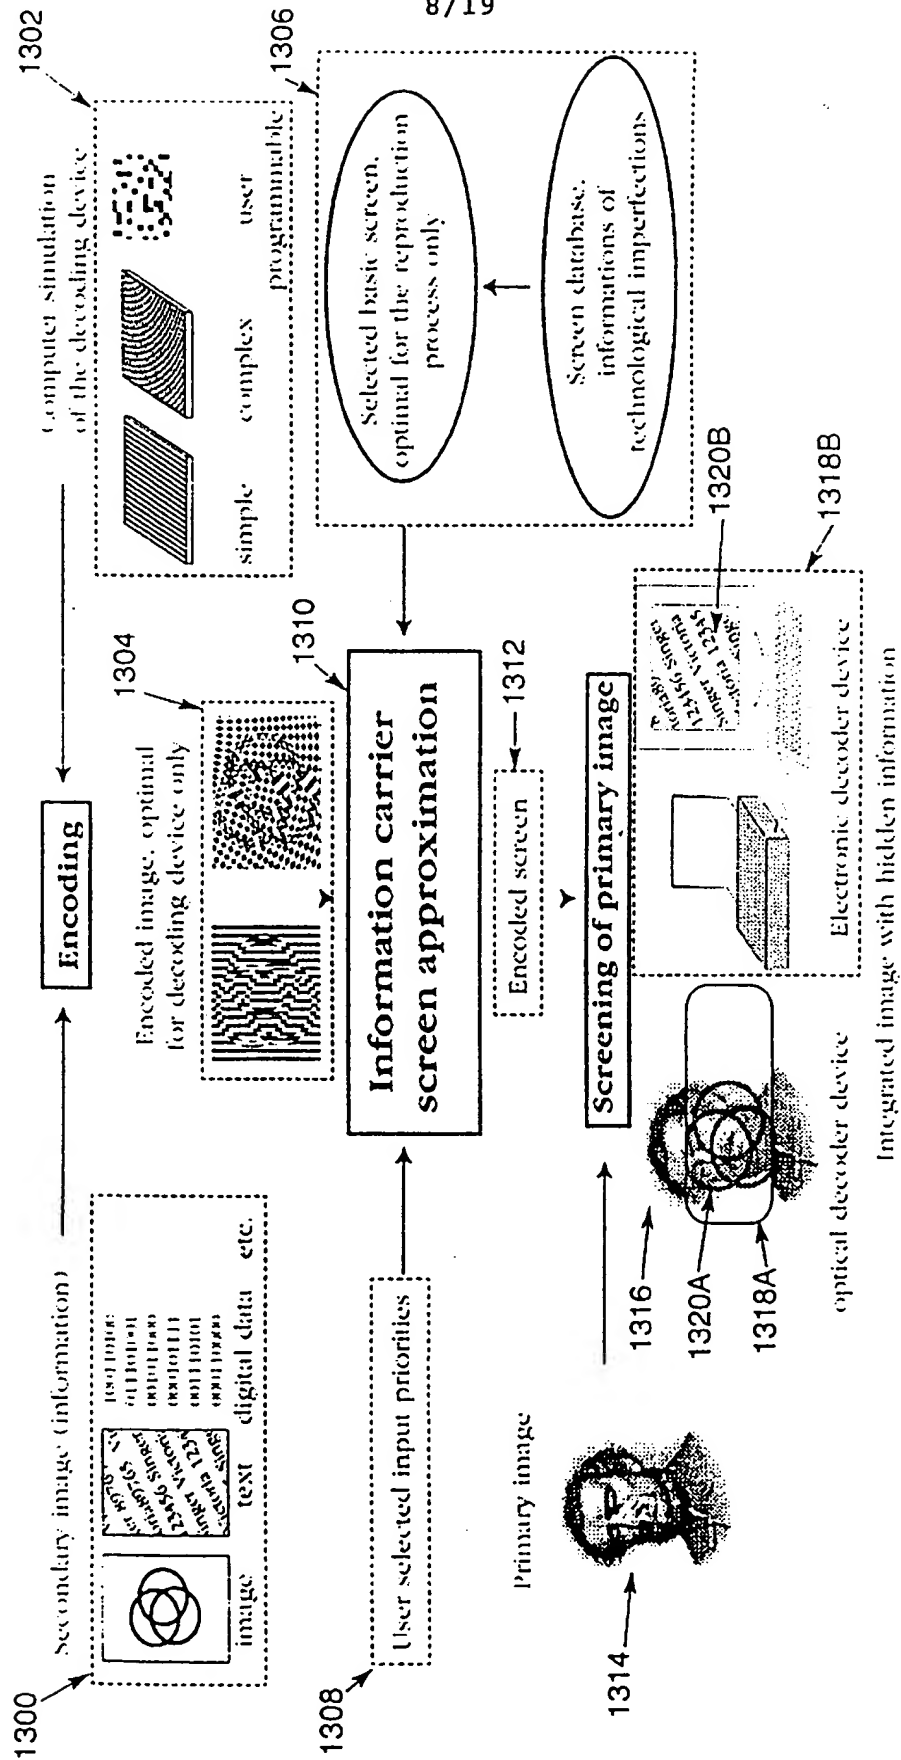 8/19
1300
Secondary image (information)
image
text
digital data
etc.
Encoding
Computer simulation
of the decoding device
1302
simple
complex
user
programmable
Encoded image, optimal
for decoding device only
1304
1306
Selected basic screen,
optimal for the reproduction
process only
Screen database,
informations of
technological imperfections
1308
User selected input priorities
1310
Information carrier
screen approximation
Encoded screen
1312
Primary image
1314
Screening of primary image
1316
1320A
1318A
optical decoder device
123456 Singer
Singer Victoria
1320B
1318B
Electronic decoder device
Integrated image with hidden information